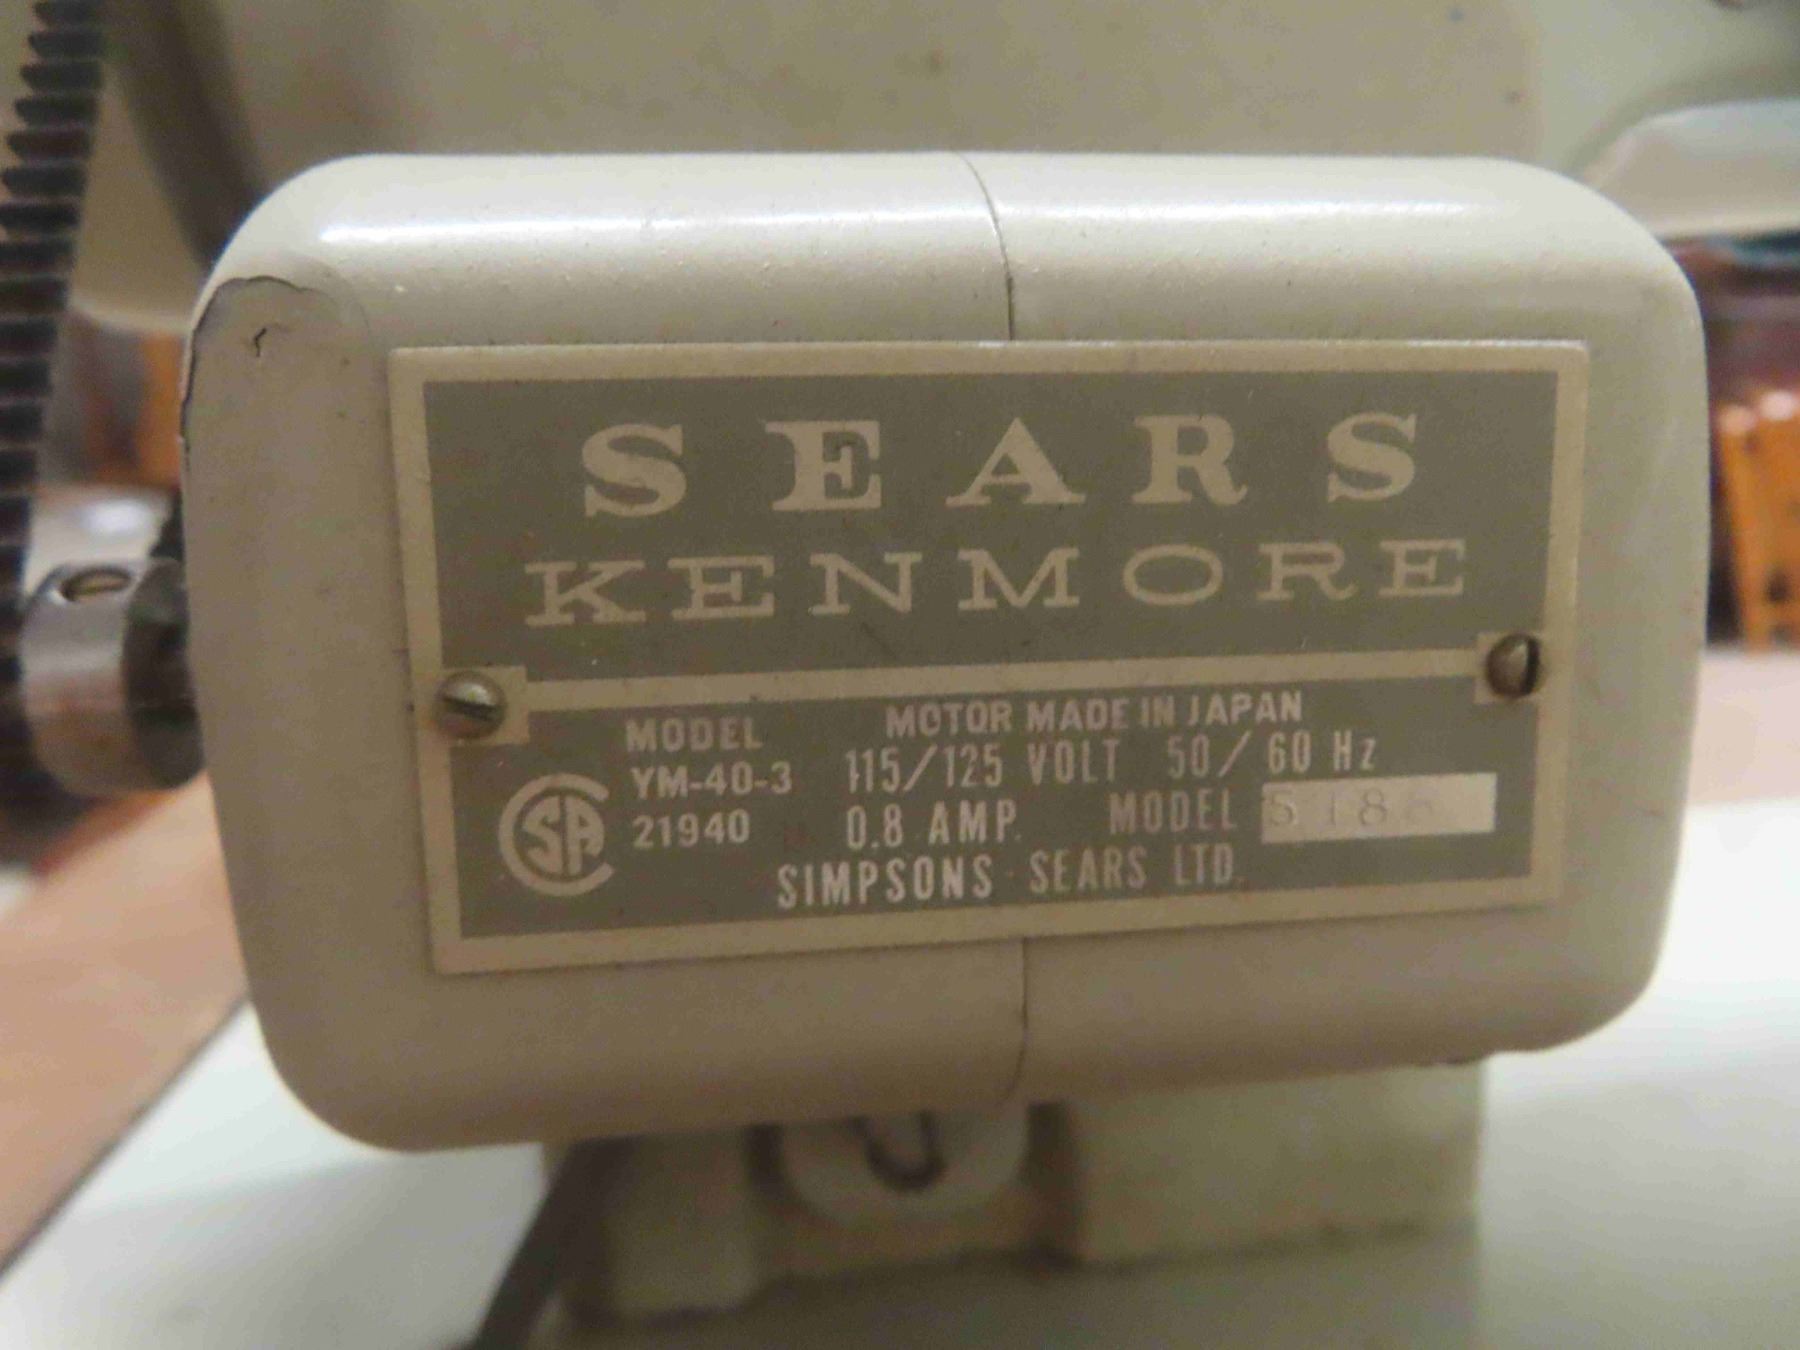 SEARS
KENMORE
MODEL MOTOR MADE IN JAPAN
YM-40-3 115/125 VOLT 50/60 Hz
21940 0.8 AMP. MODEL
SIMPSONS-SEARS LTD.
SA